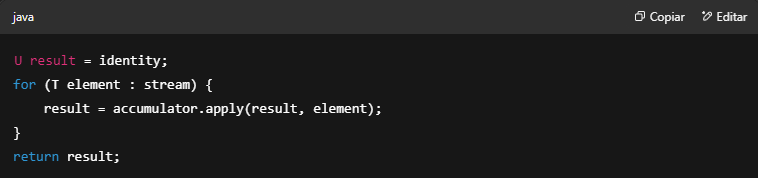 java Copiar Editar
U result = identity;
for (T element : stream) {
    result = accumulator.apply(result, element);
}
return result;